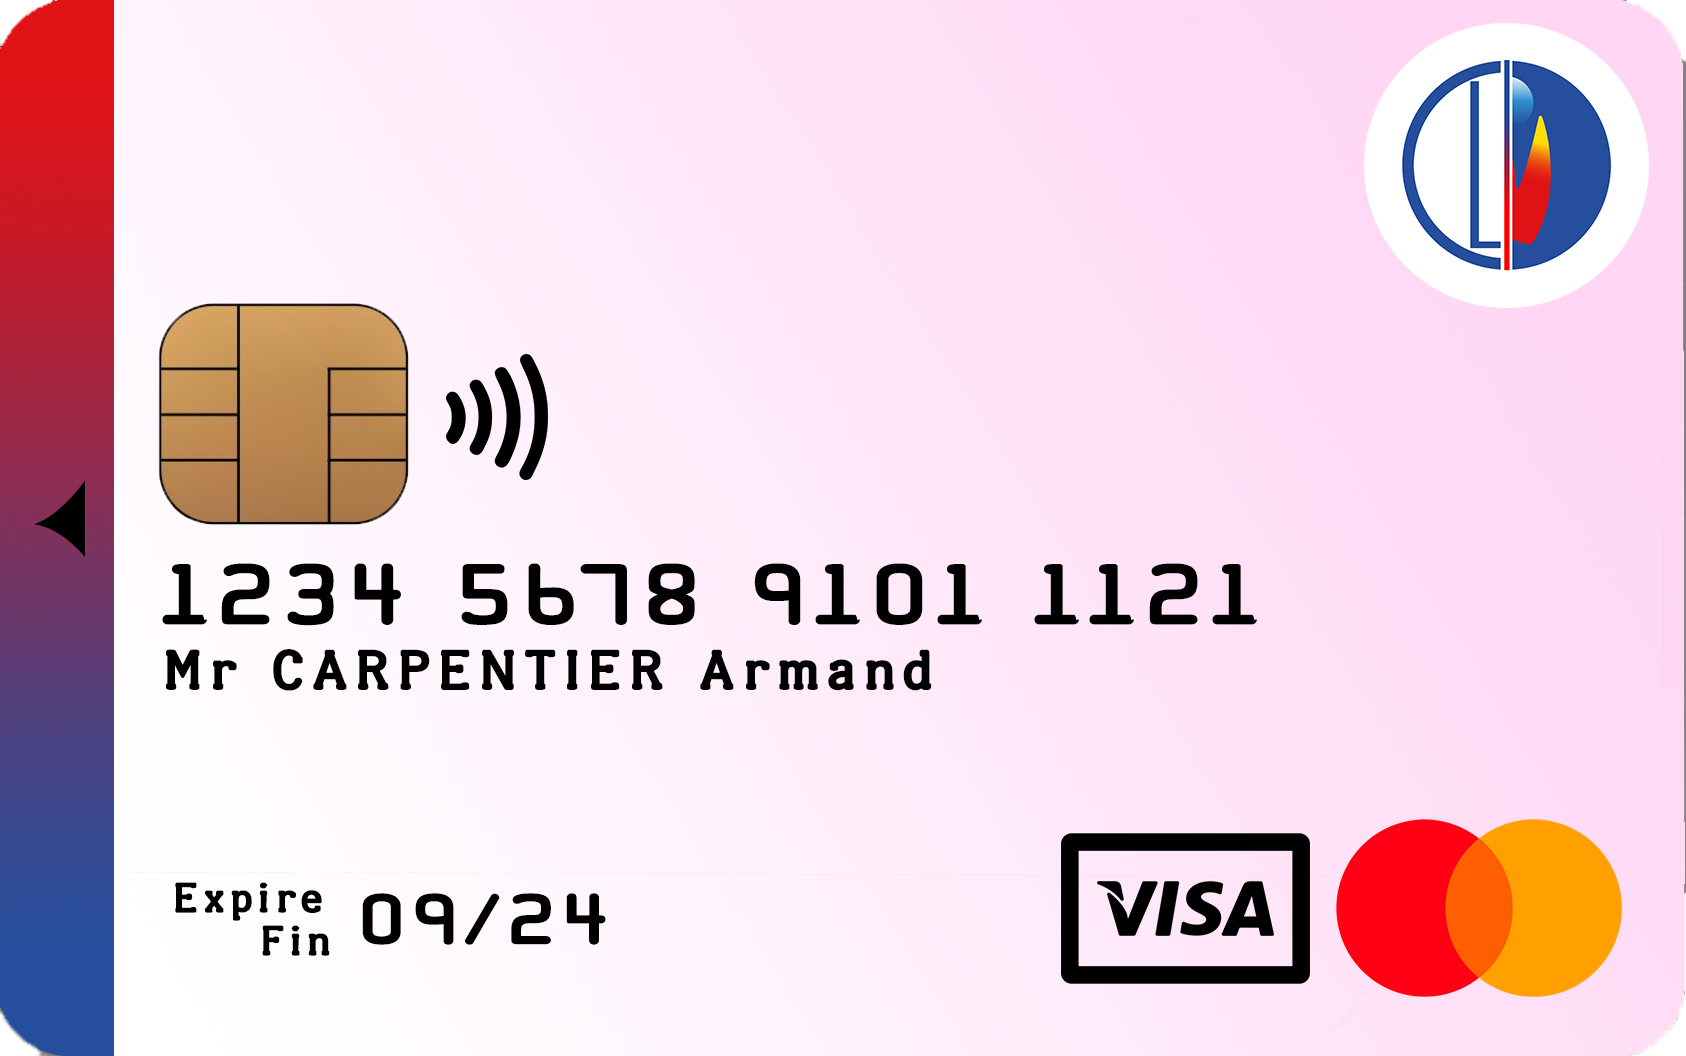 1234 5678 9101 1121
Mr CARPENTIER Armand
Expire
Fin
09/24
VISA